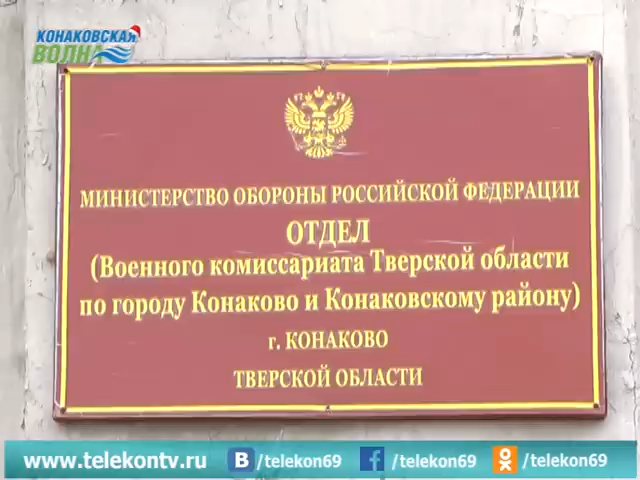 КОНАКОВСКАЯ
ВОЛНА
МИНИСТЕРСТВО ОБОРОНЫ РОССИЙСКОЙ ФЕДЕРАЦИИ
ОТДЕЛ
(Военного комиссариата Тверской области
по городу Конаково и Конаковскому району)
г. КОНАКОВО
ТВЕРСКОЙ ОБЛАСТИ
www.telekontv.ru B /telekon69 f /telekon69 /telekon69